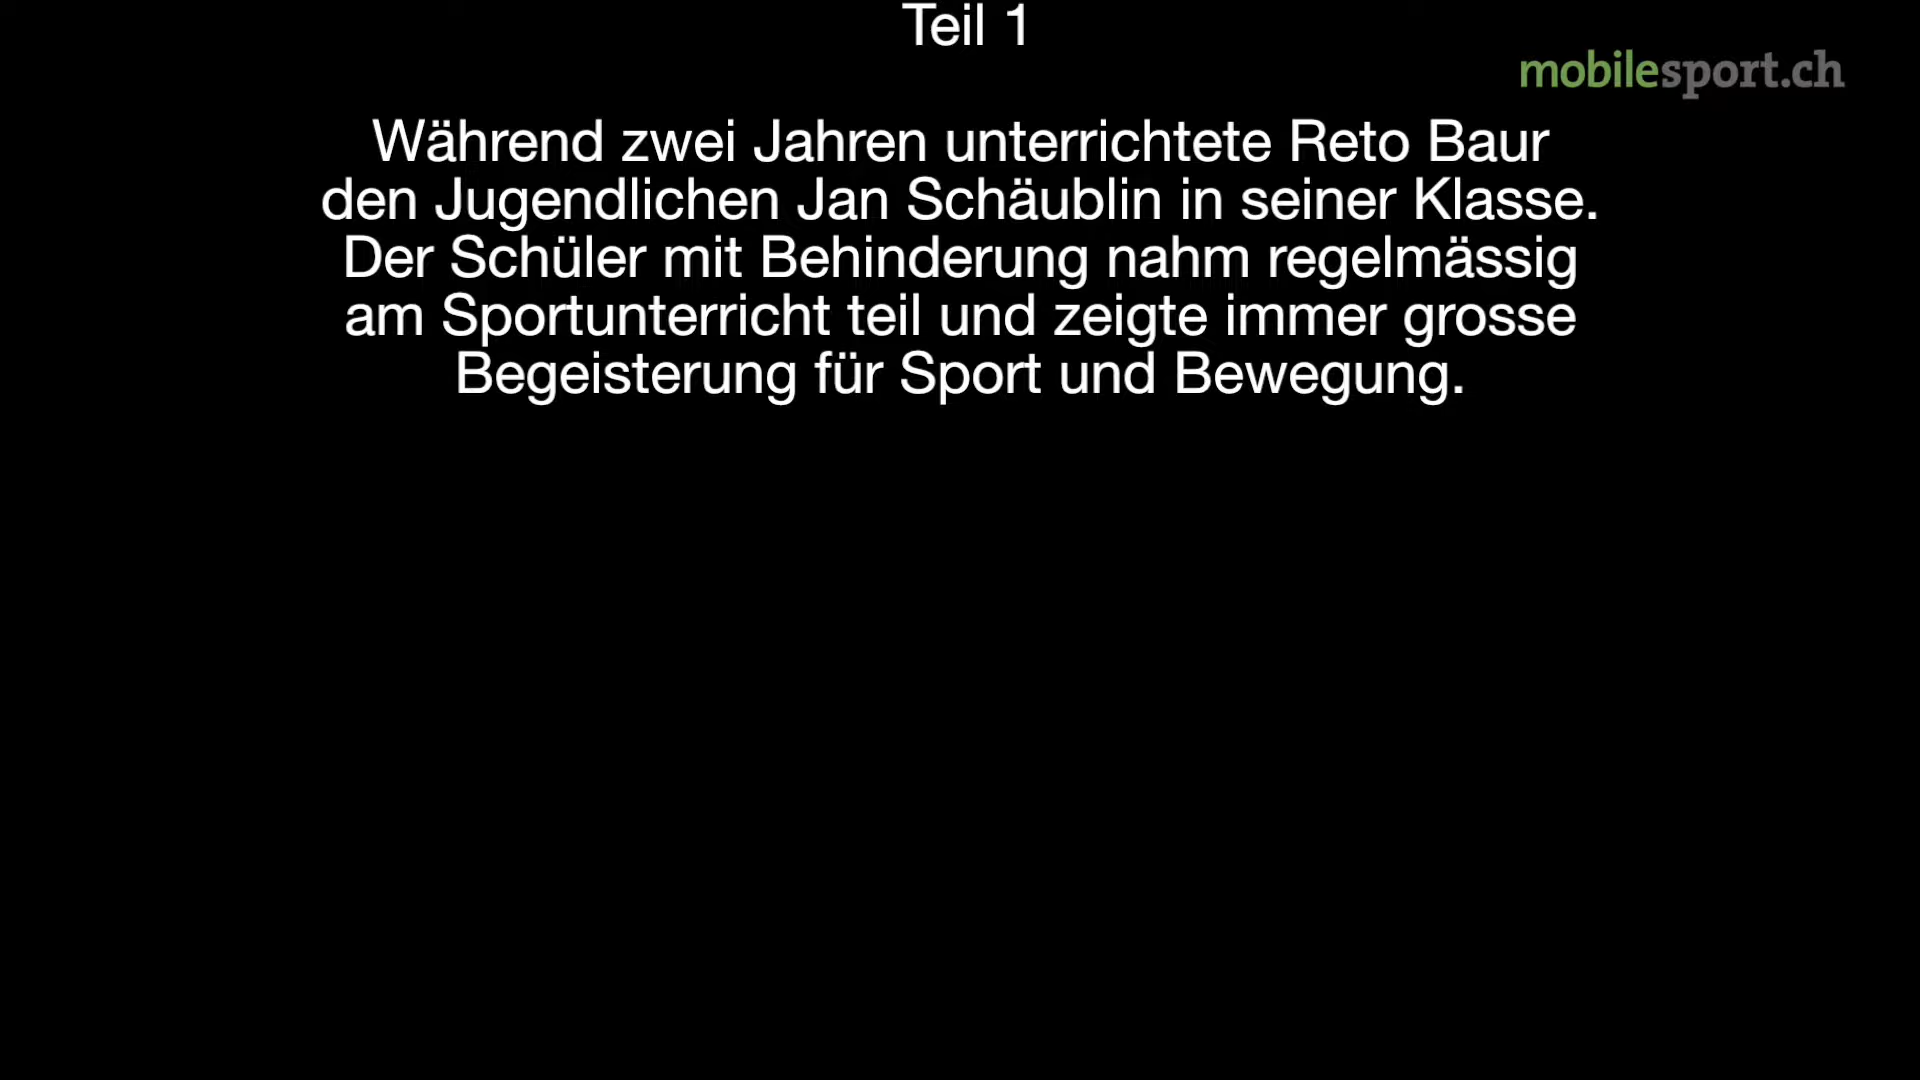 Teil 1
mobilesport.ch
Während zwei Jahren unterrichtete Reto Baur
den Jugendlichen Jan Schäublin in seiner Klasse.
Der Schüler mit Behinderung nahm regelmässig
am Sportunterricht teil und zeigte immer grosse
Begeisterung für Sport und Bewegung.